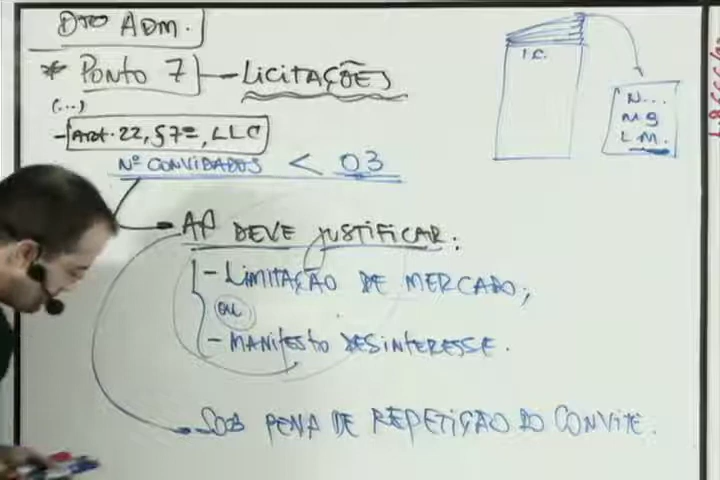 DTO ADM.
* PONTO 7 - LICITAÇÕES
(...)
- ART. 22, § 7º, LLC
Nº CONVIDADOS < 03
AP DEVE JUSTIFICAR:
- LIMITAÇÃO DE MERCADO;
OU
- MANIFESTO DESINTERESSE.
SOB PENA DE REPETIÇÃO DO CONVITE.
I.C.
N...
M
L M.